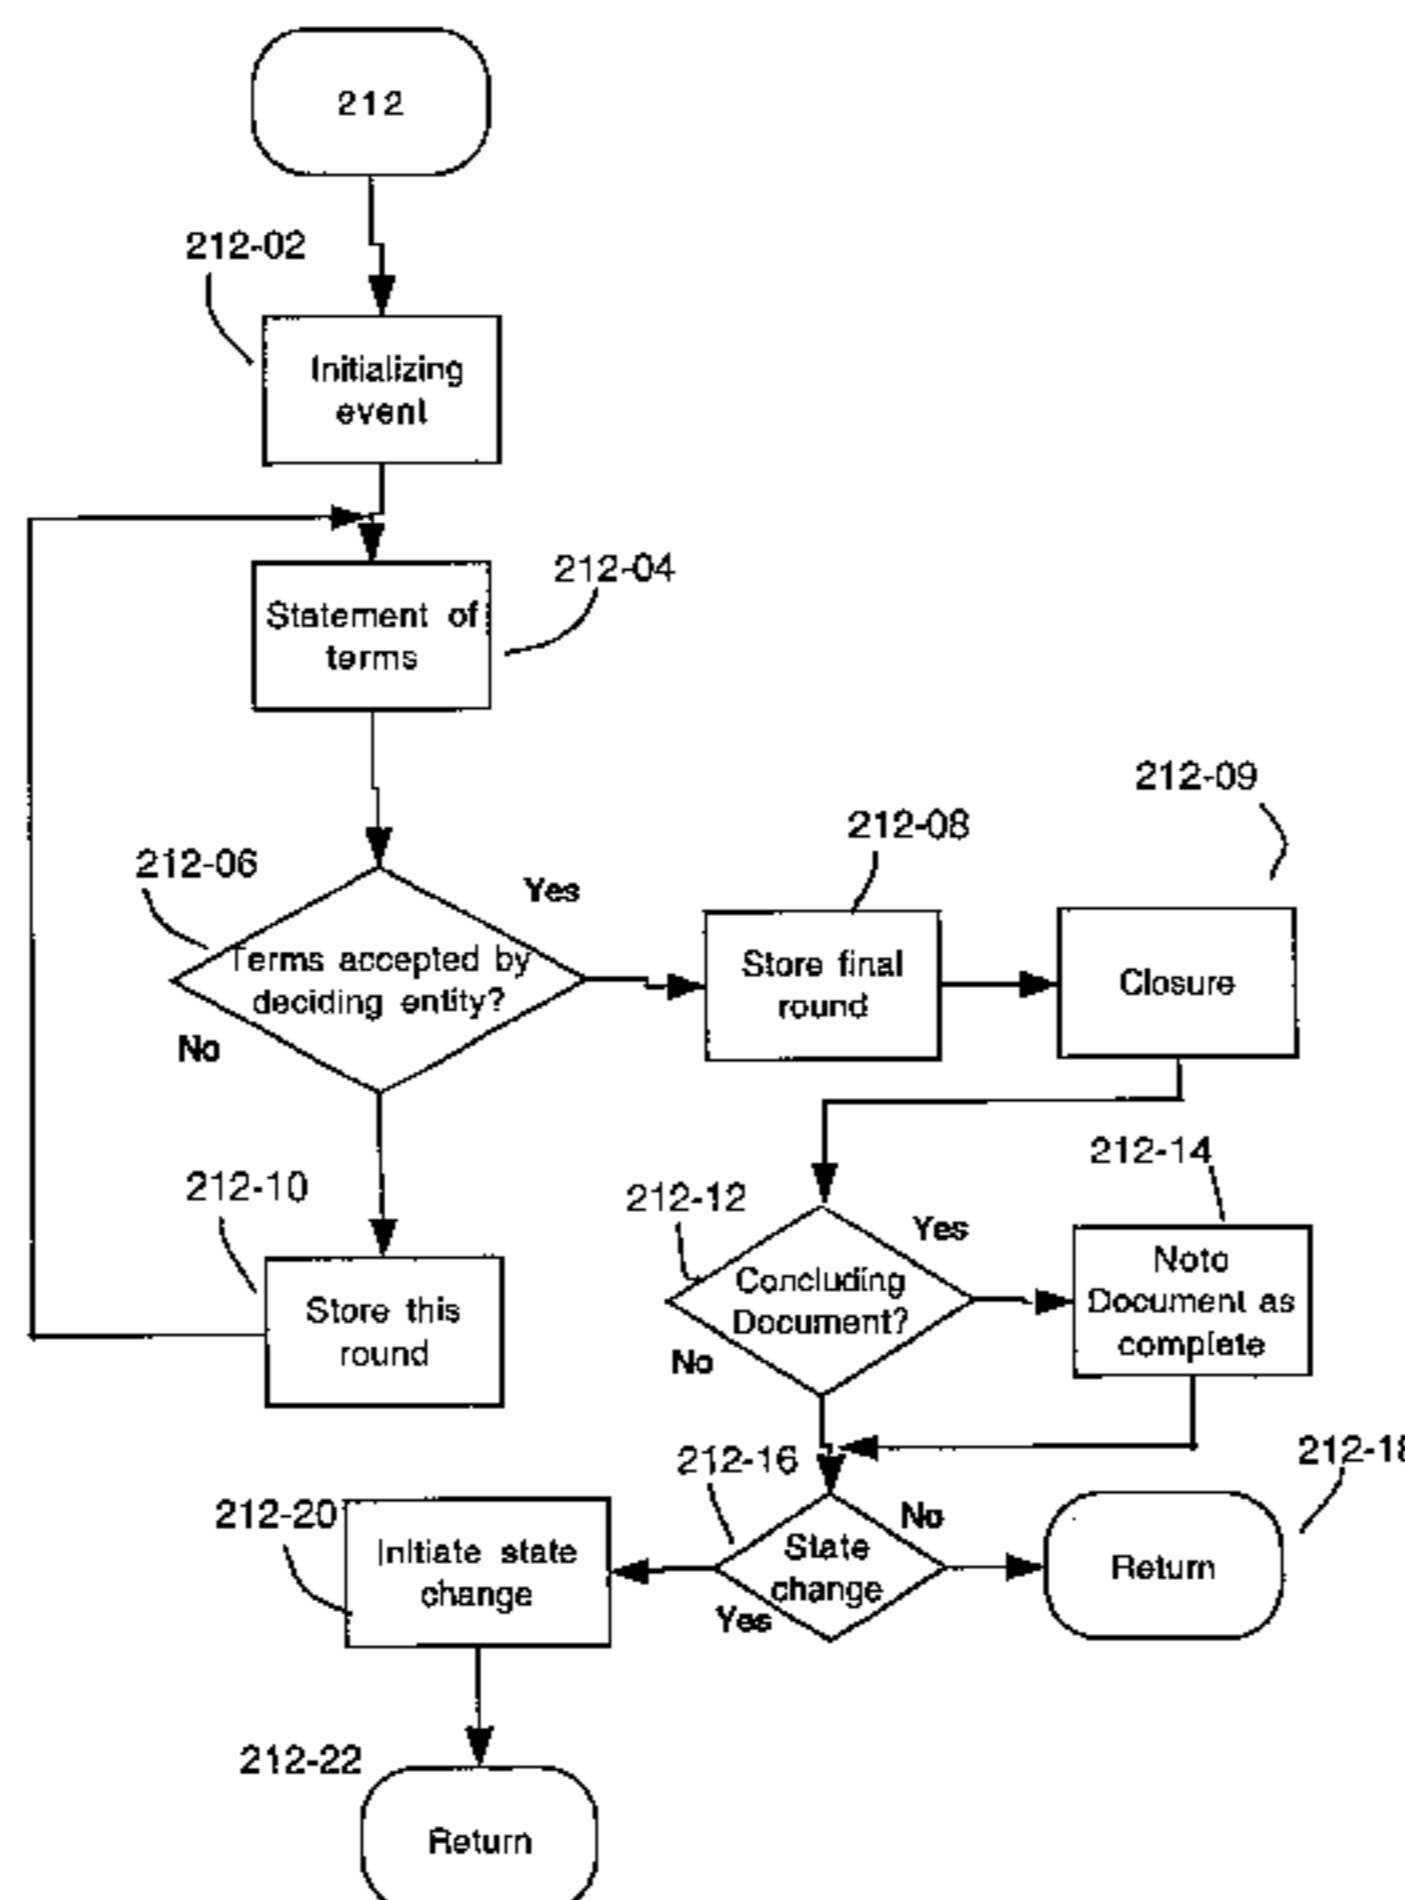 212
212-02
Initializing
event
212-04
Statement of
terms
212-09
212-08
212-06
Yes
Terms accepted by
deciding entity?
No
Store final
round
Closure
212-14
212-10
212-12
Yes
Store this
round
Concluding
Document?
No
Note
Document as
complete
212-16
212-18
212-20
Initiate state
change
State
change
No
Yes
Return
212-22
Return